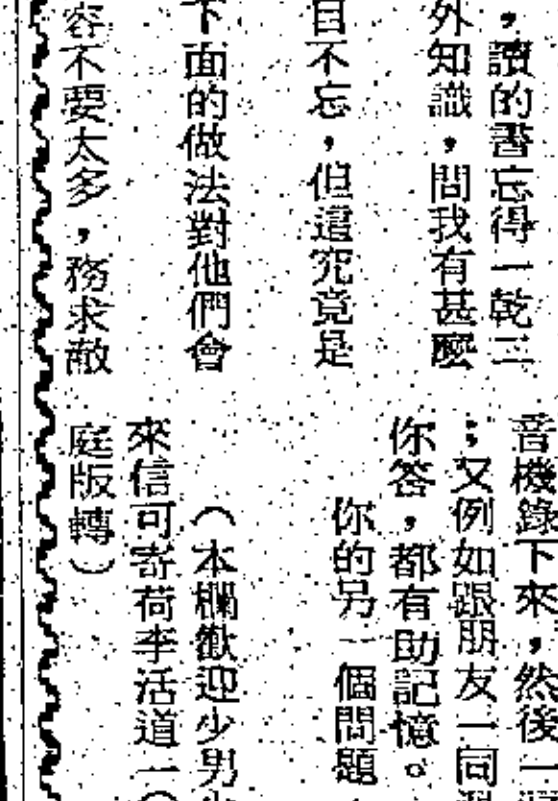 ，讀的書忘得一乾二
外知識，問我有甚麼
目不忘，但這究竟是
下面的做法對他們會
容不要太多，務求敵
音機錄下來，然後一
；又例如跟朋友一同
你答，都有助記憶。
你的另一個問題
（本欄歡迎少男
來信可寄荷李活道一
庭版轉）